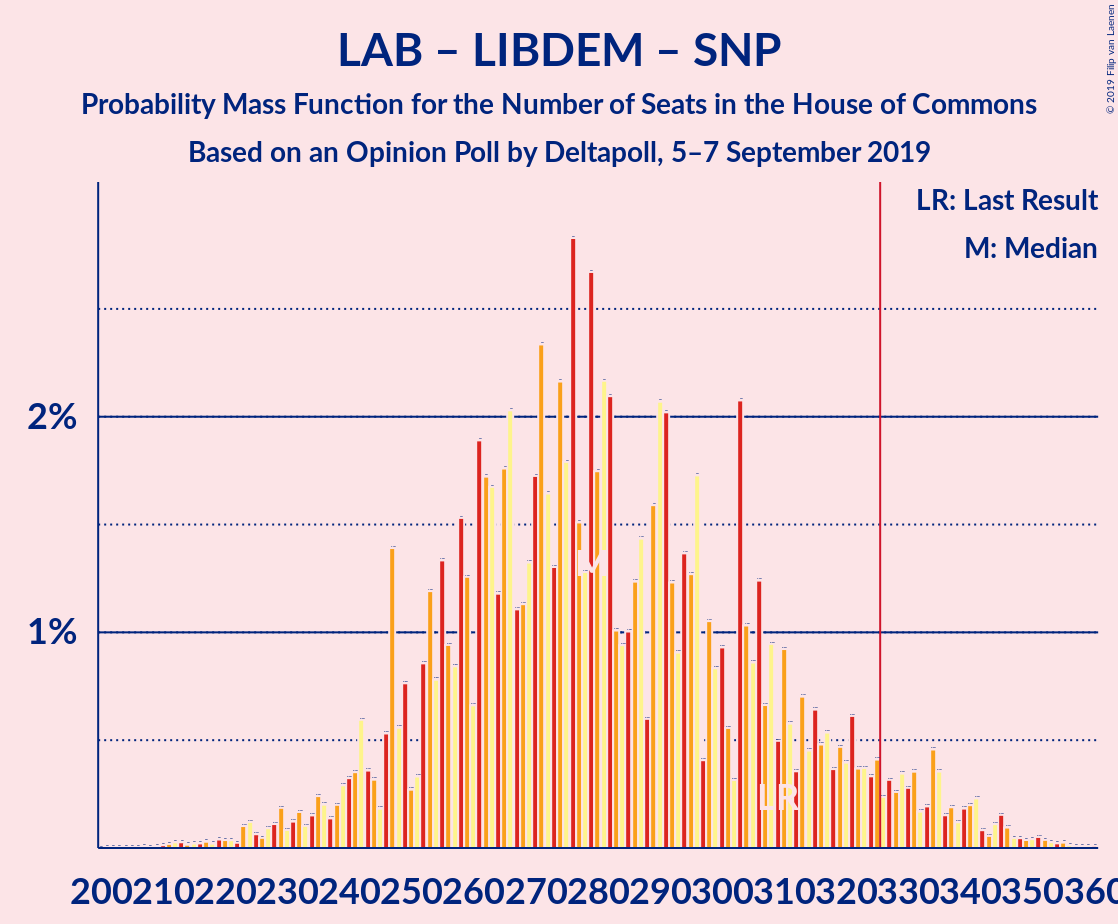 © 2019 Filip van Laenen
LAB – LIBDEM – SNP
Probability Mass Function for the Number of Seats in the House of Commons
Based on an Opinion Poll by Deltapoll, 5–7 September 2019
LR: Last Result
M: Median
2%
1%
M
LR
200 210 220 230 240 250 260 270 280 290 300 310 320 330 340 350 360